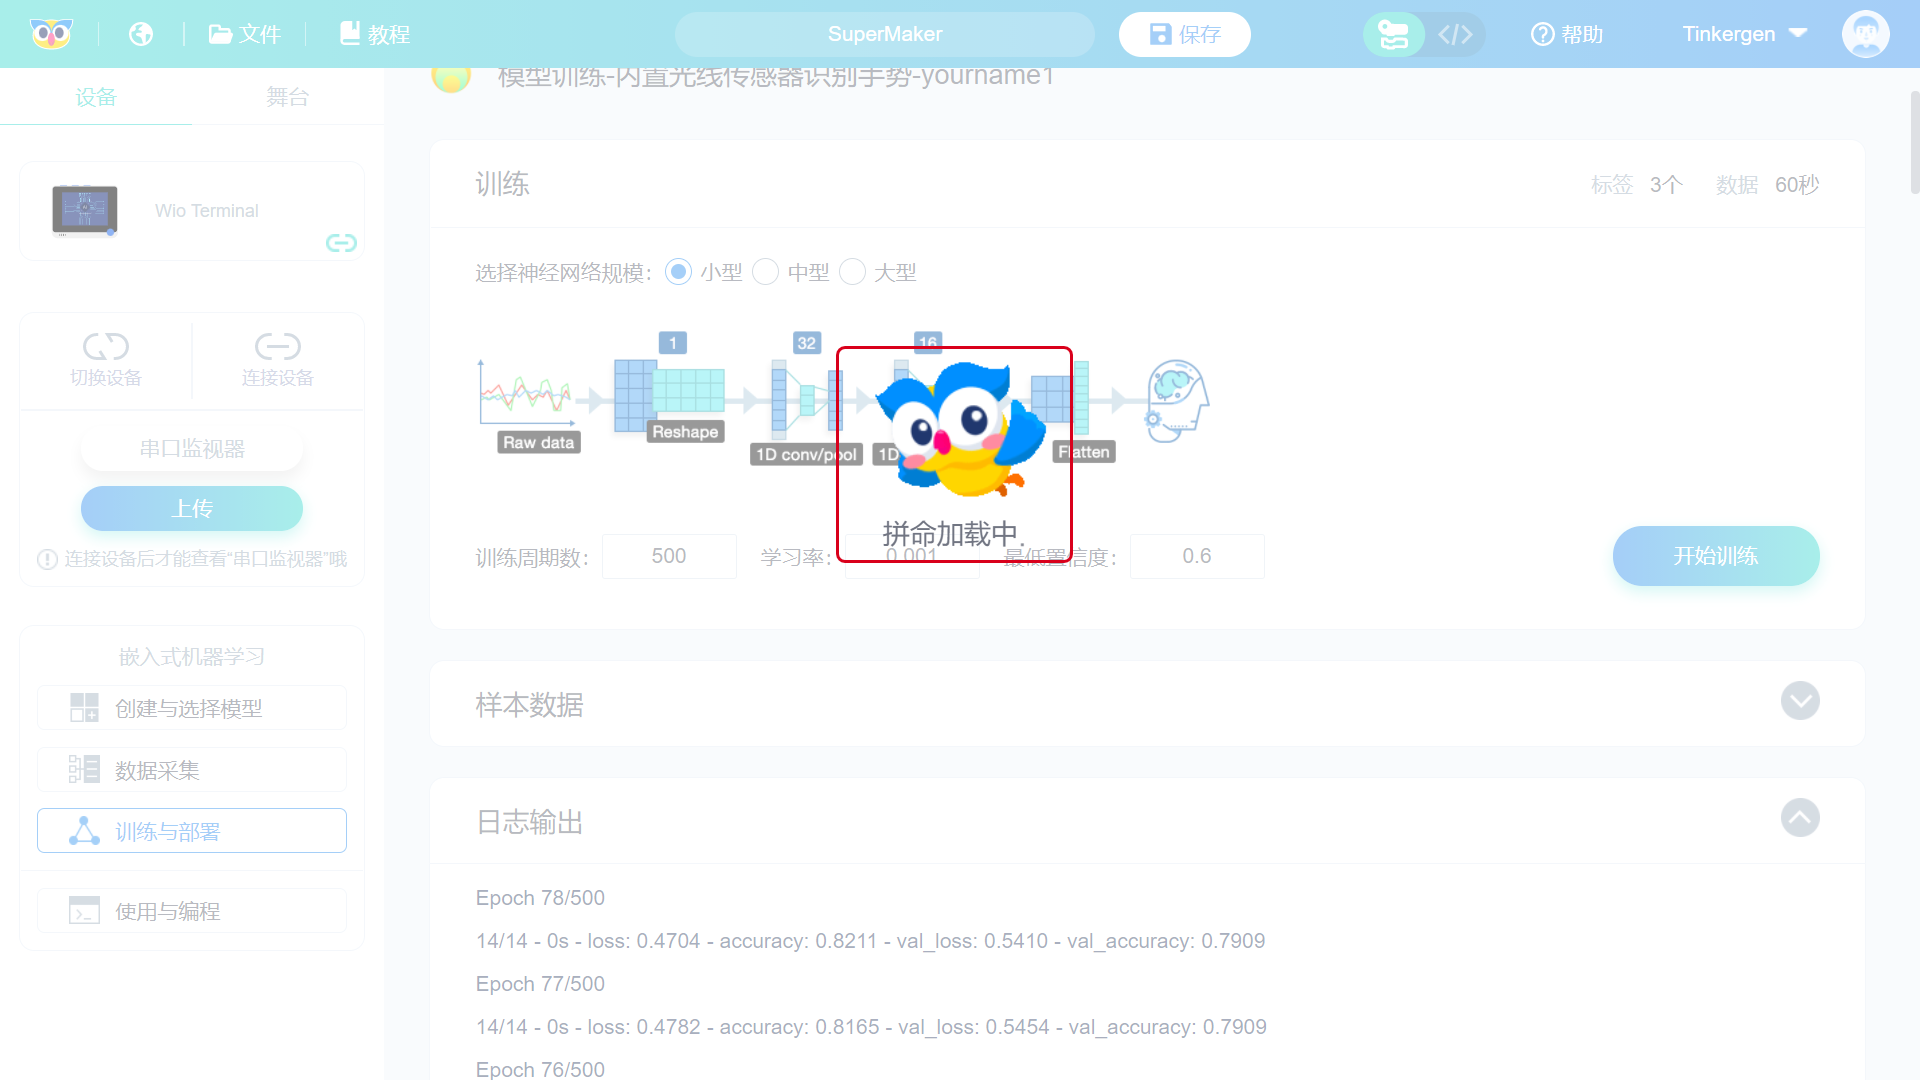 文件
教程
SuperMaker
保存
帮助
Tinkergen
设备
舞台
模型训练-内置光线传感器识别手势-yourname1
Wio Terminal
切换设备
连接设备
串口监视器
上传
连接设备后才能查看“串口监视器”哦
嵌入式机器学习
创建与选择模型
数据采集
训练与部署
使用与编程
训练
标签 3个 数据 60秒
选择神经网络规模: 小型 中型 大型
1
32
16
Raw data
Reshape
1D conv/pool
1D
Flatten
拼命加载中.
训练周期数: 500 学习率: 0.001 最低置信度: 0.6
开始训练
样本数据
日志输出
Epoch 78/500
14/14 - 0s - loss: 0.4704 - accuracy: 0.8211 - val_loss: 0.5410 - val_accuracy: 0.7909
Epoch 77/500
14/14 - 0s - loss: 0.4782 - accuracy: 0.8165 - val_loss: 0.5454 - val_accuracy: 0.7909
Epoch 76/500